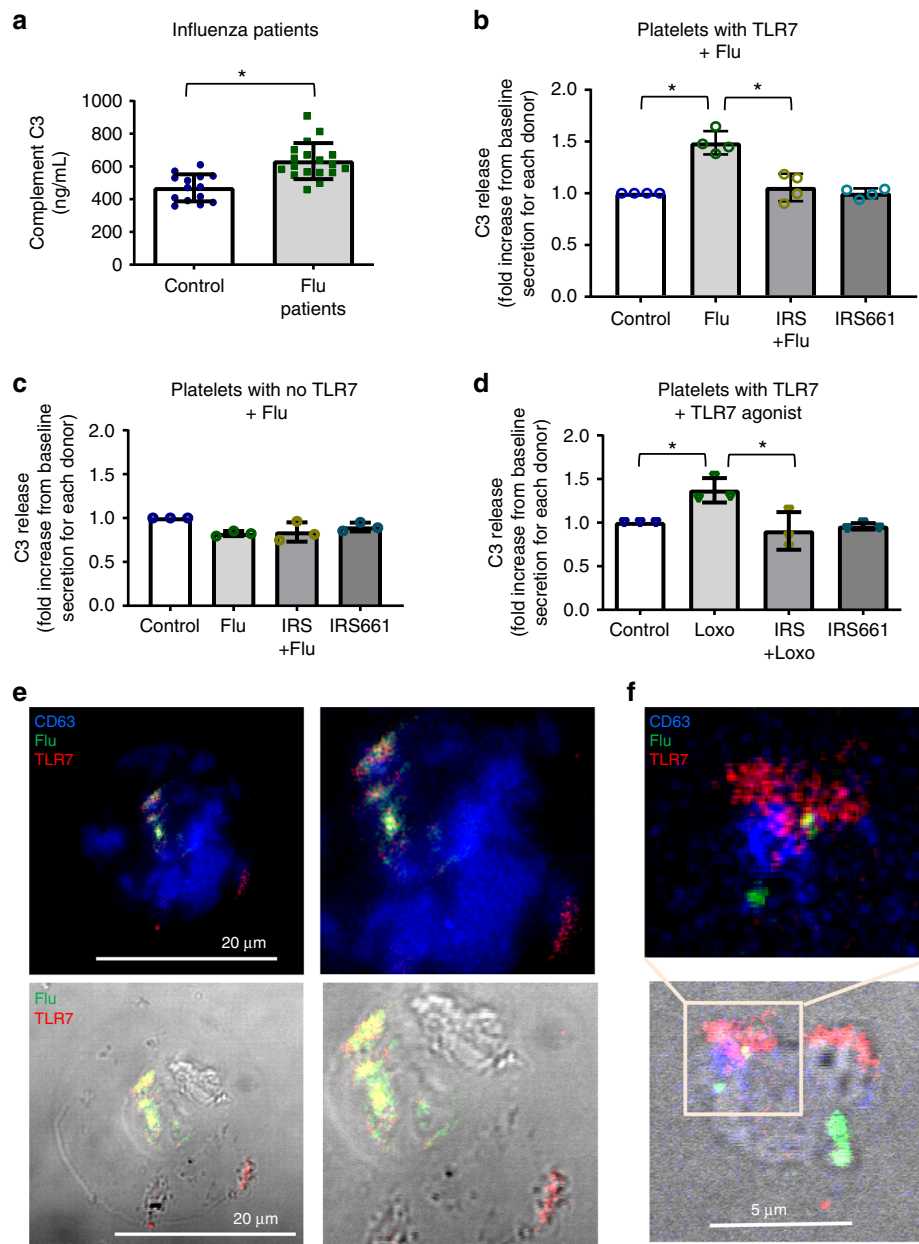 a
Influenza patients
*
Complement C3
(ng/mL)
1000
800
600
400
200
0
Control
Flu
patients
b
Platelets with TLR7
+ Flu
*
*
C3 release
(fold increase from baseline
secretion for each donor)
2.0
1.5
1.0
0.5
0.0
Control
Flu
IRS
+Flu
IRS661
c
Platelets with no TLR7
+ Flu
C3 release
(fold increase from baseline
secretion for each donor)
2.0
1.5
1.0
0.5
0.0
Control
Flu
IRS
+Flu
IRS661
d
Platelets with TLR7
+ TLR7 agonist
*
*
C3 release
(fold increase from baseline
secretion for each donor)
2.0
1.5
1.0
0.5
0.0
Control
Loxo
IRS
+Loxo
IRS661
e
CD63
Flu
TLR7
20 μm
Flu
TLR7
20 μm
f
CD63
Flu
TLR7
5 μm